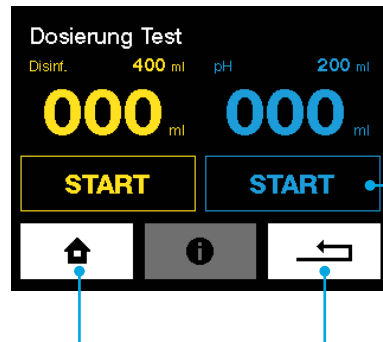 Dosierung Test
Disinf. 400 ml pH 200 ml
000 ml 000 ml
START START
i